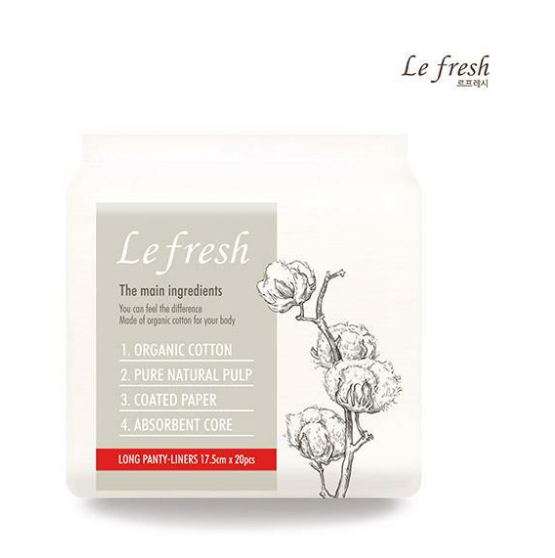 Le fresh
르프레시
Le fresh
The main ingredients
You can feel the difference
Made of organic cotton for your body
1. ORGANIC COTTON
2. PURE NATURAL PULP
3. COATED PAPER
4. ABSORBENT CORE
LONG PANTY-LINERS 17.5cm x 20pcs